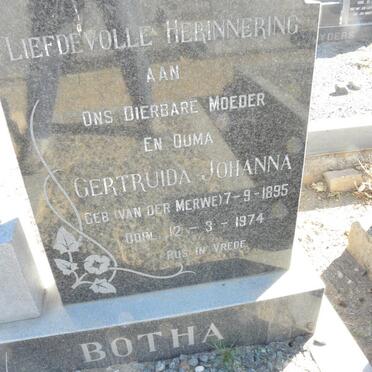 LIEFDEVOLLE HERINNERING
AAN
ONS DIERBARE MOEDER
EN OUMA
GERTRUIDA JOHANNA
GEB (VAN DER MERWE) 7-9-1895
OORL. 12-3-1974
RUS IN VREDE
BOTHA